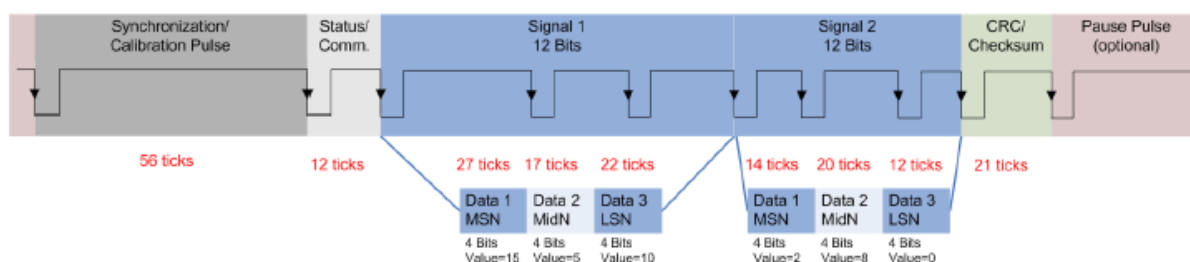 Synchronization/
Calibration Pulse
Status/
Comm.
Signal 1
12 Bits
Signal 2
12 Bits
CRC/
Checksum
Pause Pulse
(optional)
56 ticks
12 ticks
27 ticks
17 ticks
22 ticks
14 ticks
20 ticks
12 ticks
21 ticks
Data 1
MSN
Data 2
MidN
Data 3
LSN
Data 1
MSN
Data 2
MidN
Data 3
LSN
4 Bits
Value=15
4 Bits
Value=5
4 Bits
Value=10
4 Bits
Value=2
4 Bits
Value=8
4 Bits
Value=0